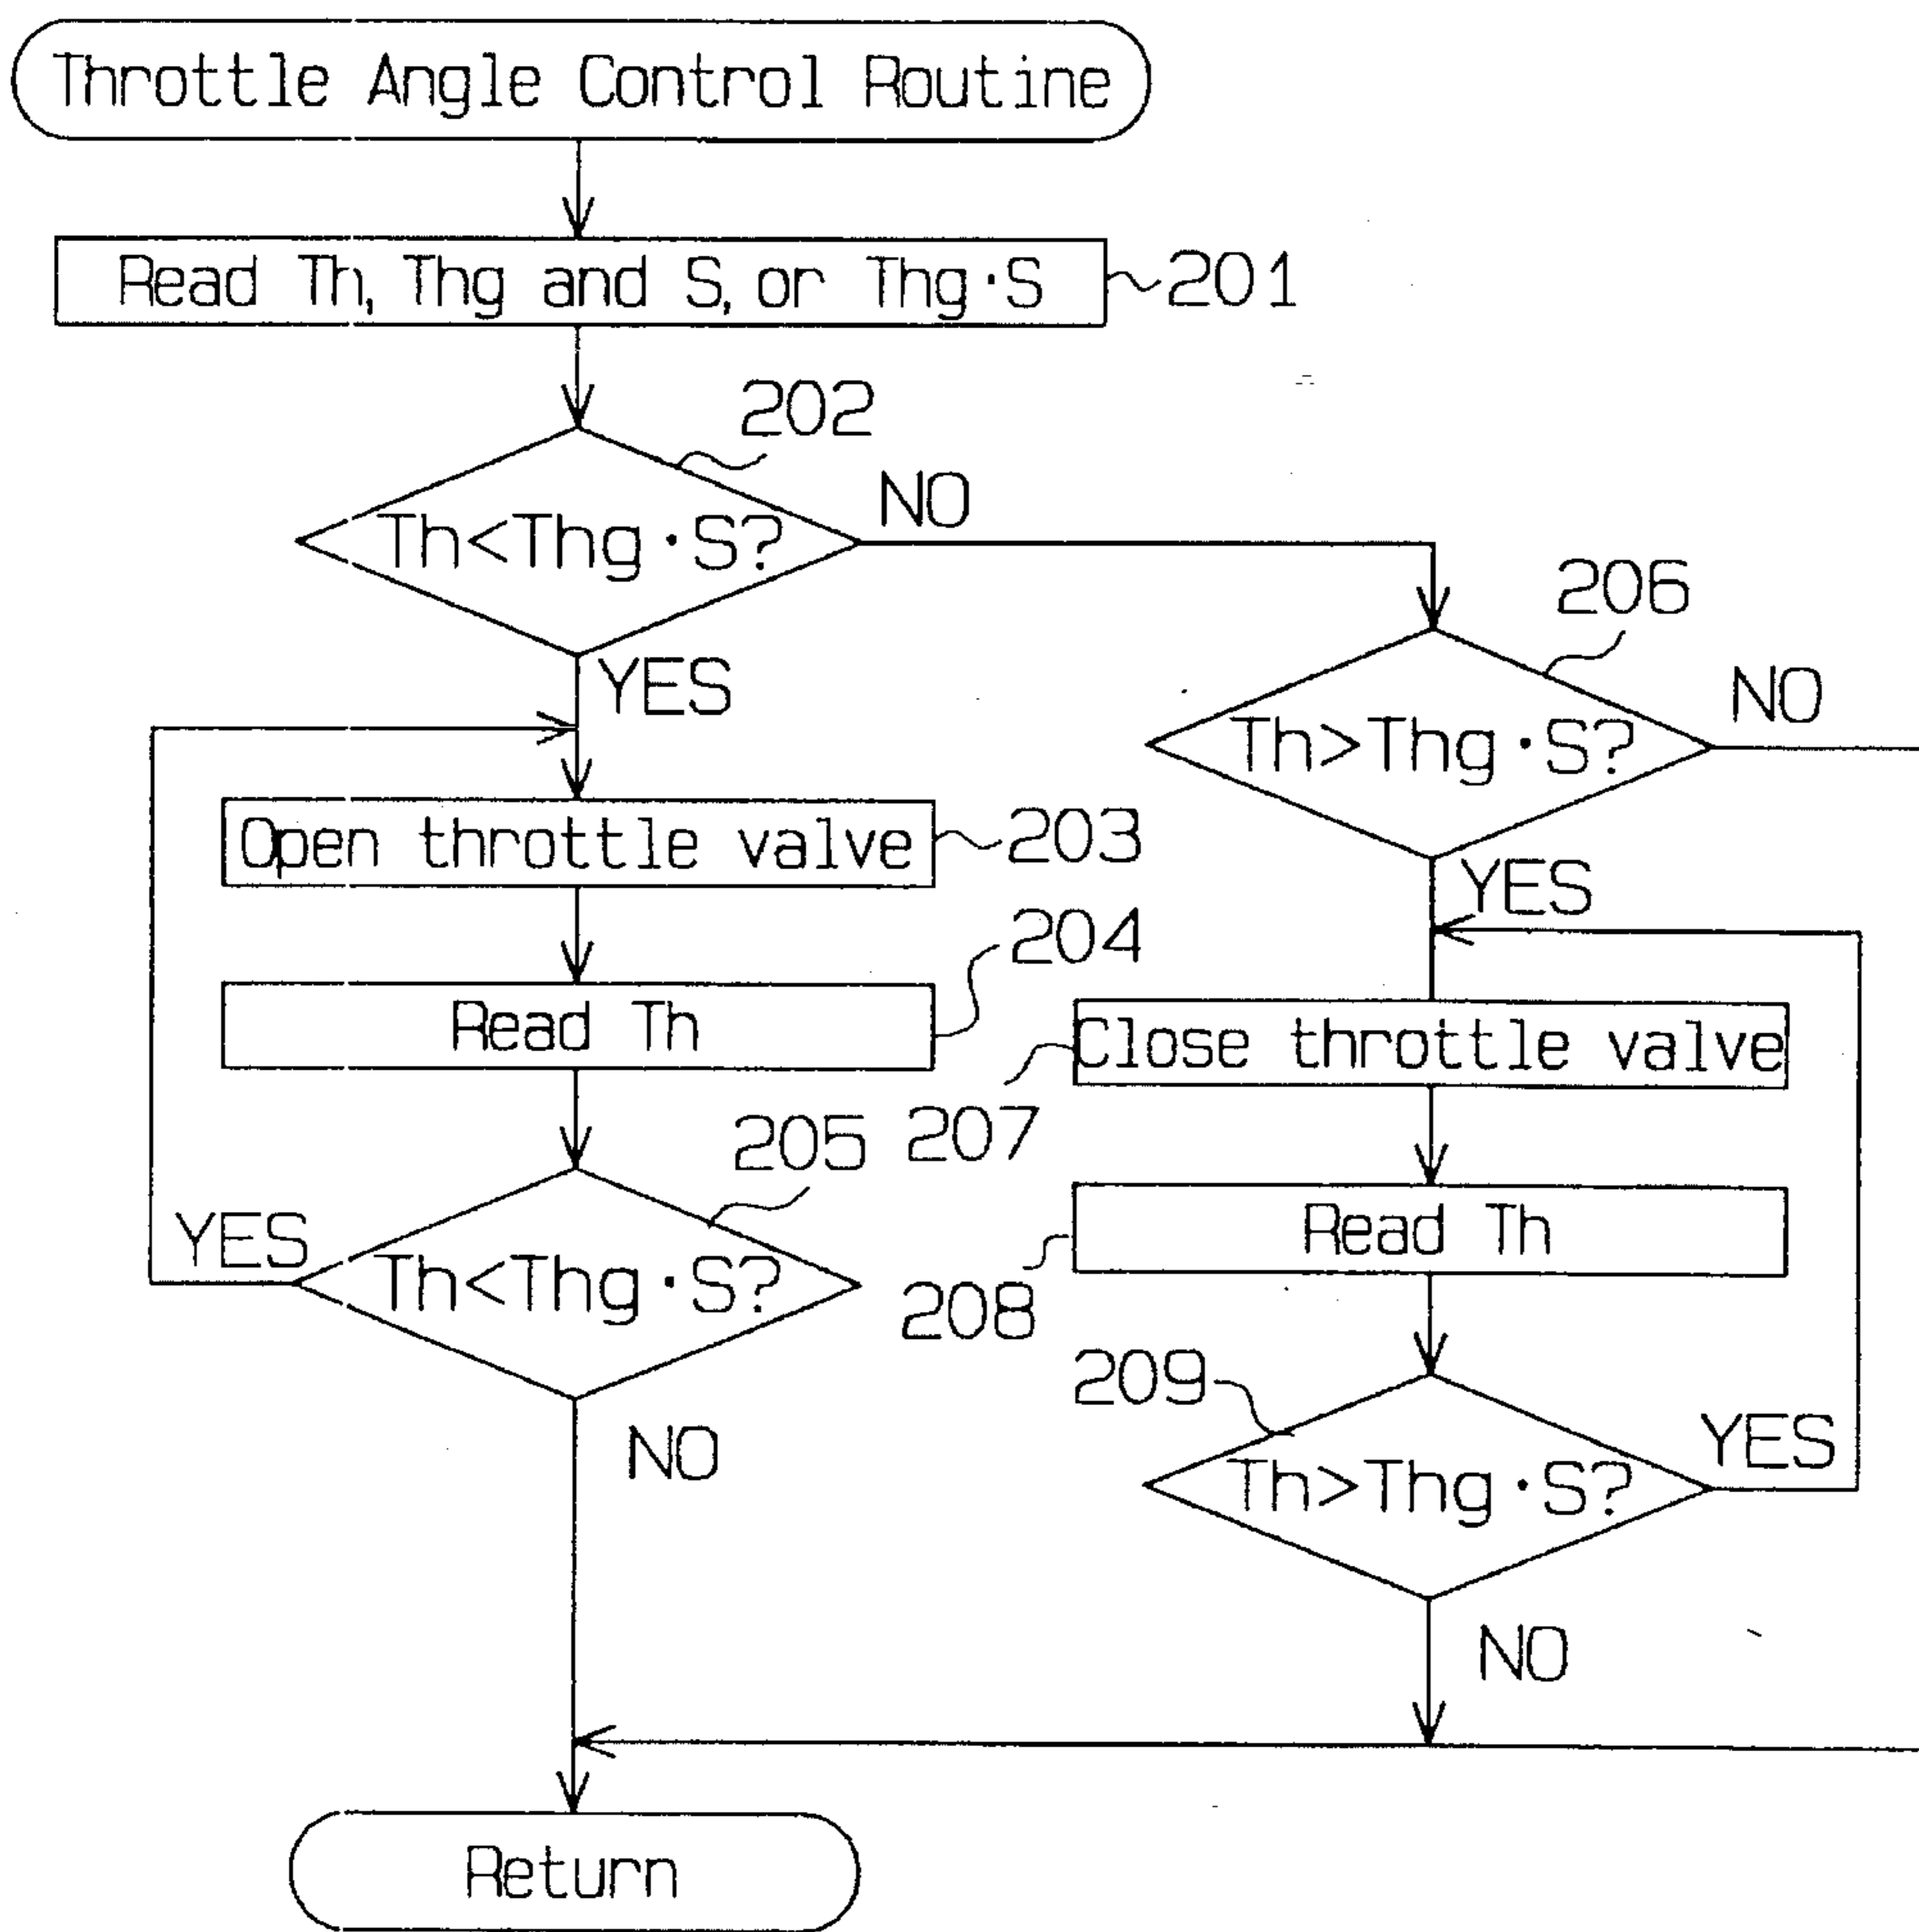 Throttle Angle Control Routine
Read Th, Thg and S, or Thg·S
201
202
Th<Thg·S?
NO
YES
206
Th>Thg·S?
NO
YES
Open throttle valve
203
Read Th
204
Close throttle valve
207
205
Th<Thg·S?
YES
NO
Read Th
208
209
Th>Thg·S?
YES
NO
Return